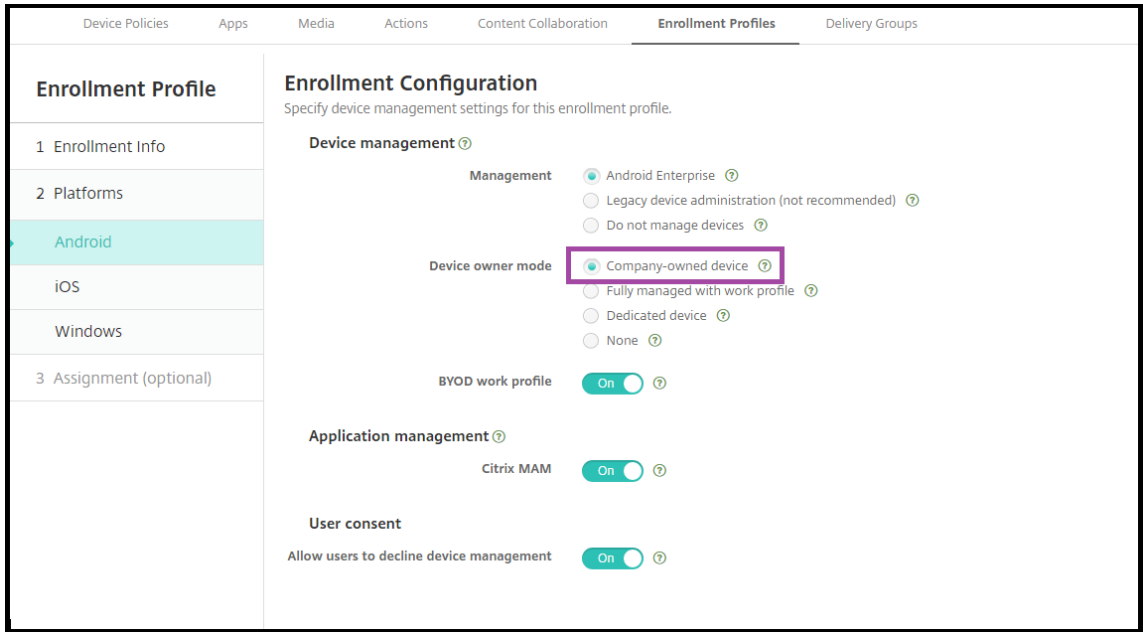 Device Policies Apps Media Actions Content Collaboration Enrollment Profiles Delivery Groups
Enrollment Profile
1 Enrollment Info
2 Platforms
Android
iOS
Windows
3 Assignment (optional)
Enrollment Configuration
Specify device management settings for this enrollment profile.
Device management ?
Management Android Enterprise ?
Legacy device administration (not recommended) ?
Do not manage devices ?
Device owner mode Company-owned device ?
Fully managed with work profile ?
Dedicated device ?
None ?
BYOD work profile On ?
Application management ?
Citrix MAM On ?
User consent
Allow users to decline device management On ?